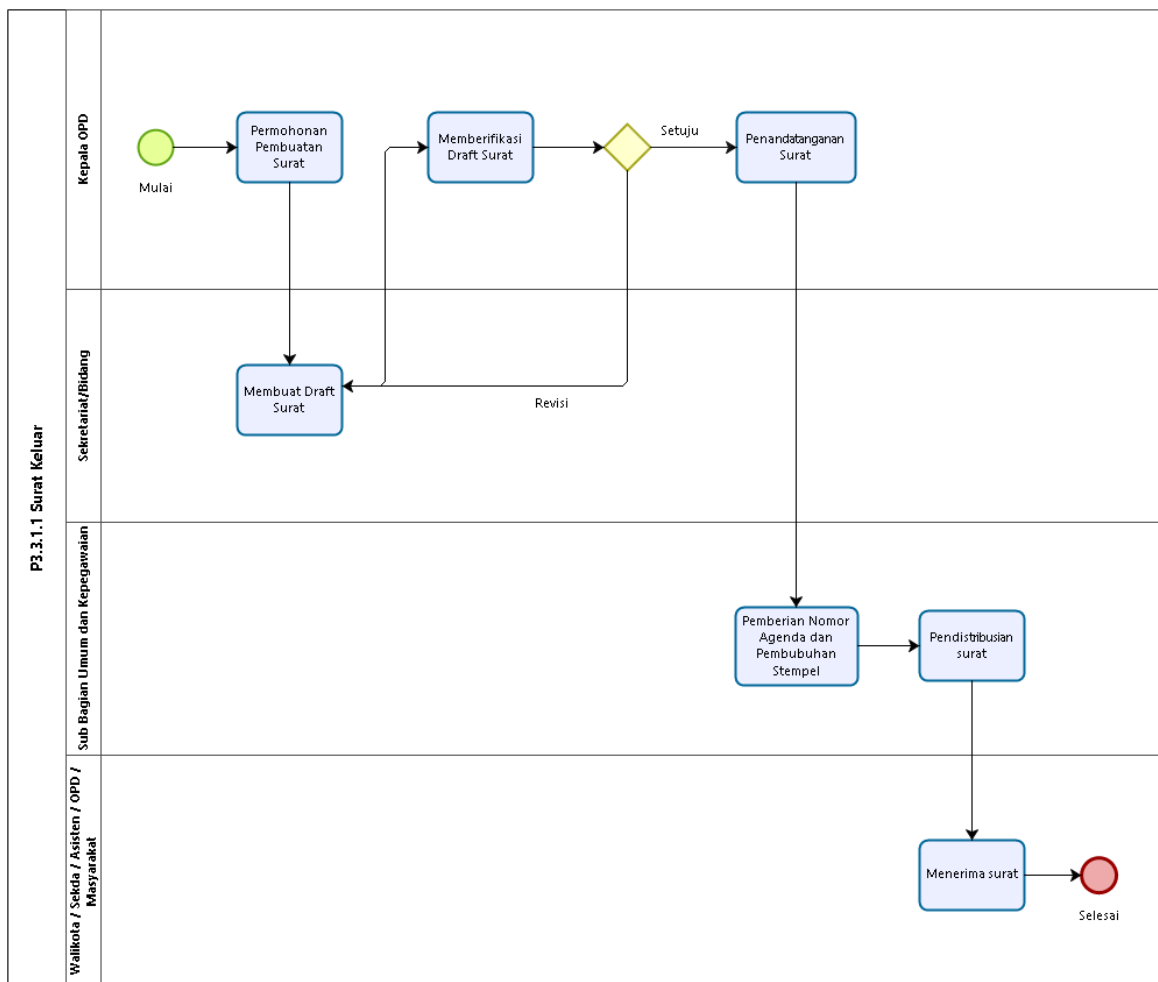 P3.3.1.1 Surat Keluar
Kepala OPD
Mulai
Permohonan
Pembuatan
Surat
Memberifikasi
Draft Surat
Setuju
Penandatanganan
Surat
Sekretariat/Bidang
Membuat Draft
Surat
Revisi
Sub Bagian Umum dan Kepegawaian
Pemberian Nomor
Agenda dan
Pembubuhan
Stempel
Pendistribusian
surat
Walikota / Sekda / Asisten / OPD /
Masyarakat
Menerima surat
Selesai